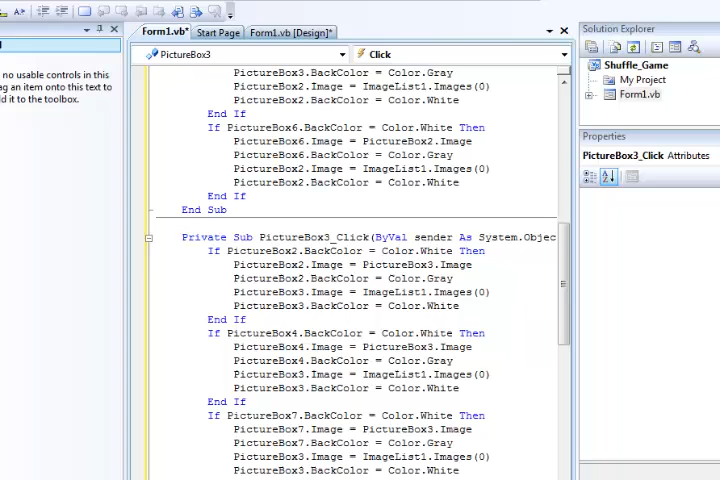 Form1.vb*
Start Page
Form1.vb [Design]*
no usable controls in this
ag an item onto this text to
d it to the toolbox.
PictureBox3
Click
PictureBox3.BackColor = Color.Gray
PictureBox2.Image = ImageList1.Images(0)
PictureBox2.BackColor = Color.White
End If
If PictureBox6.BackColor = Color.White Then
PictureBox6.Image = PictureBox2.Image
PictureBox6.BackColor = Color.Gray
PictureBox2.Image = ImageList1.Images(0)
PictureBox2.BackColor = Color.White
End If
End Sub
Private Sub PictureBox3_Click(ByVal sender As System.Objec
If PictureBox2.BackColor = Color.White Then
PictureBox2.Image = PictureBox3.Image
PictureBox2.BackColor = Color.Gray
PictureBox3.Image = ImageList1.Images(0)
PictureBox3.BackColor = Color.White
End If
If PictureBox4.BackColor = Color.White Then
PictureBox4.Image = PictureBox3.Image
PictureBox4.BackColor = Color.Gray
PictureBox3.Image = ImageList1.Images(0)
PictureBox3.BackColor = Color.White
End If
If PictureBox7.BackColor = Color.White Then
PictureBox7.Image = PictureBox3.Image
PictureBox7.BackColor = Color.Gray
PictureBox3.Image = ImageList1.Images(0)
PictureBox3.BackColor = Color.White
Solution Explorer
Shuffle_Game
My Project
Form1.vb
Properties
PictureBox3_Click Attributes